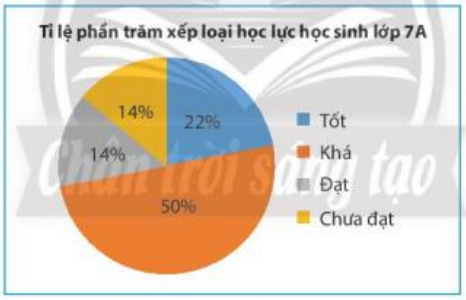 Tỉ lệ phần trăm xếp loại học lực học sinh lớp 7A
14%
22%
14%
50%
Tốt
Khá
Đạt
Chưa đạt
Chân trời sáng tạo